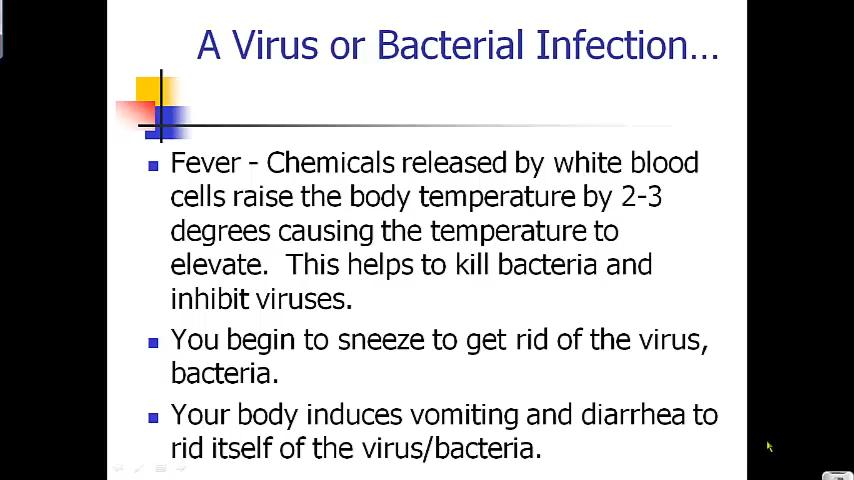 A Virus or Bacterial Infection...
Fever - Chemicals released by white blood
cells raise the body temperature by 2-3
degrees causing the temperature to
elevate.  This helps to kill bacteria and
inhibit viruses.
You begin to sneeze to get rid of the virus,
bacteria.
Your body induces vomiting and diarrhea to
rid itself of the virus/bacteria.